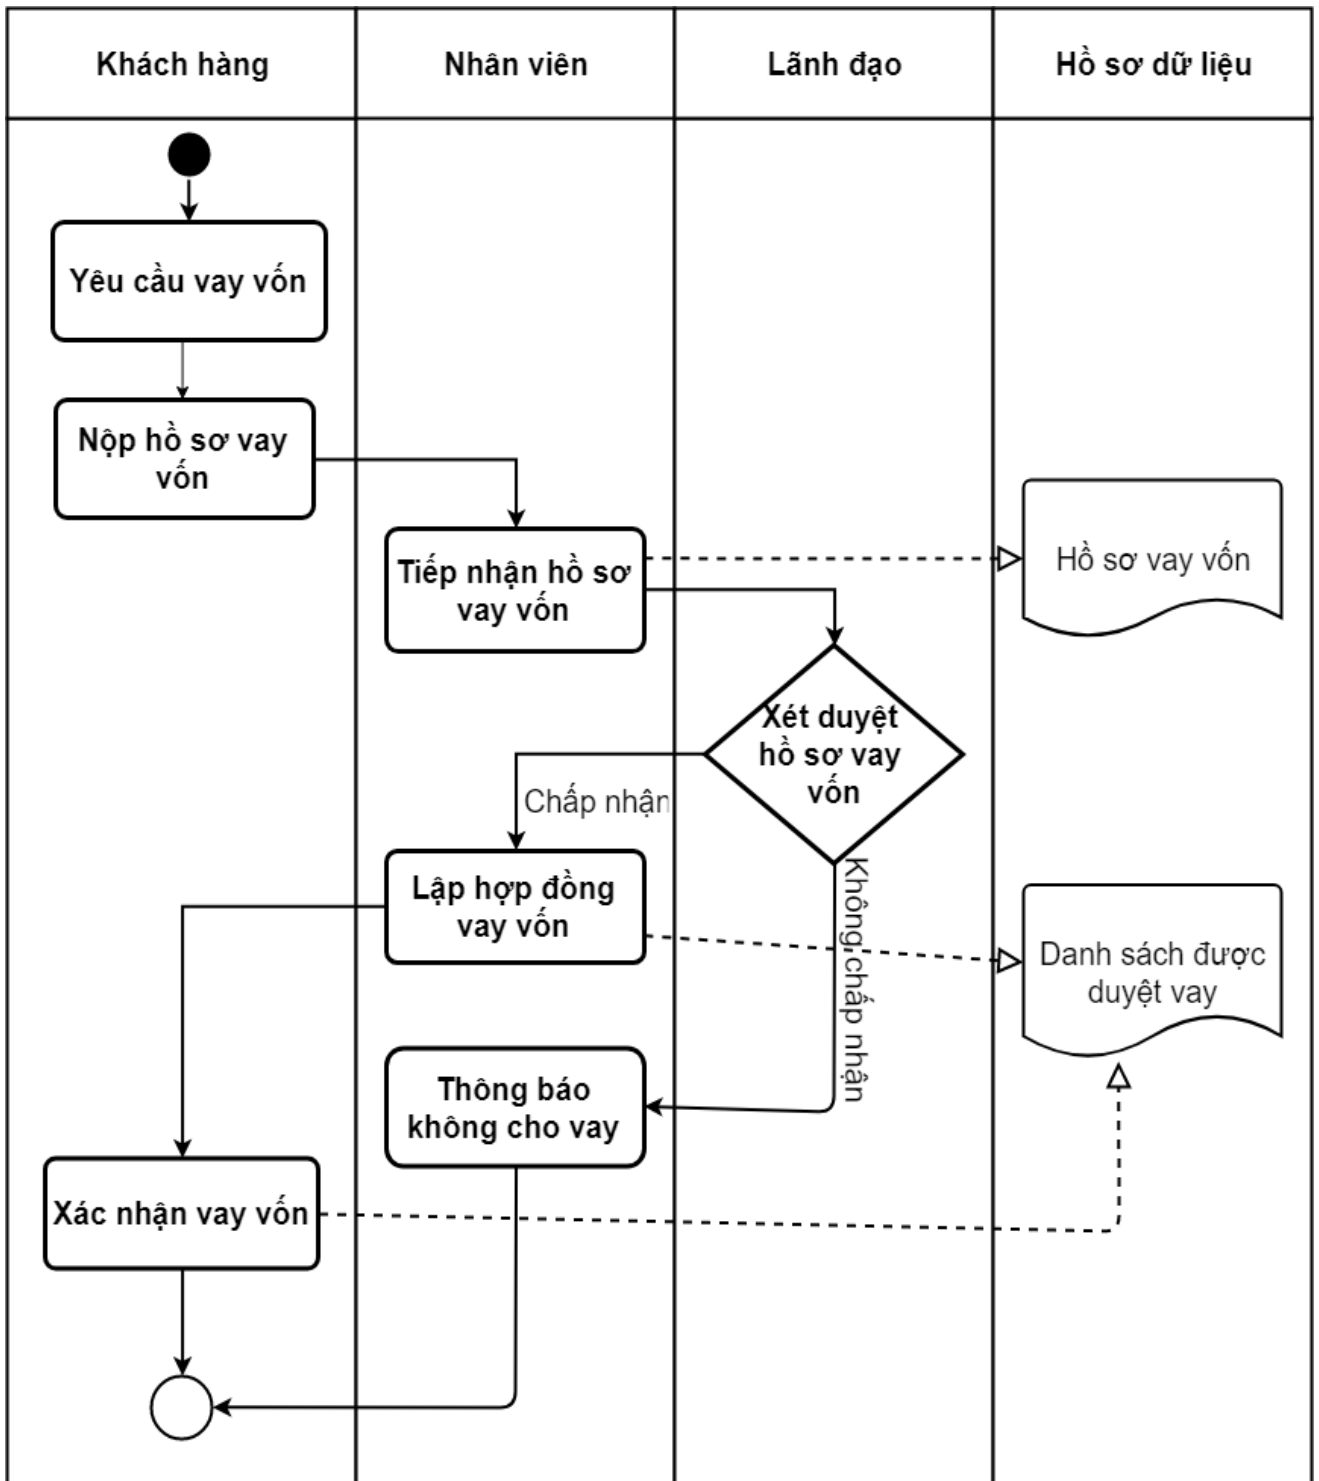 Khách hàng
Nhân viên
Lãnh đạo
Hồ sơ dữ liệu
Yêu cầu vay vốn
Nộp hồ sơ vay
vốn
Tiếp nhận hồ sơ
vay vốn
Hồ sơ vay vốn
Xét duyệt
hồ sơ vay
vốn
Chấp nhận
Không chấp nhận
Lập hợp đồng
vay vốn
Danh sách được
duyệt vay
Thông báo
không cho vay
Xác nhận vay vốn